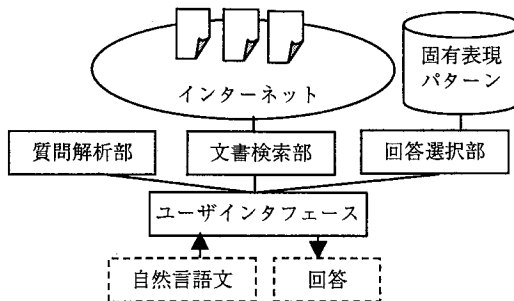 インターネット
固有表現
パターン
質問解析部
文書検索部
回答選択部
ユーザインタフェース
自然言語文
回答